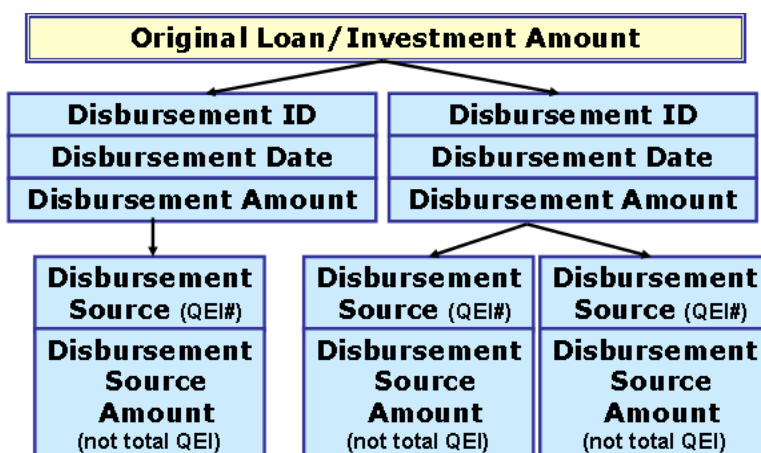 Original Loan/Investment Amount
Disbursement ID
Disbursement Date
Disbursement Amount
Disbursement ID
Disbursement Date
Disbursement Amount
Disbursement
Source (QEI#)
Disbursement
Source
Amount
(not total QEI)
Disbursement
Source (QEI#)
Disbursement
Source
Amount
(not total QEI)
Disbursement
Source (QEI#)
Disbursement
Source
Amount
(not total QEI)